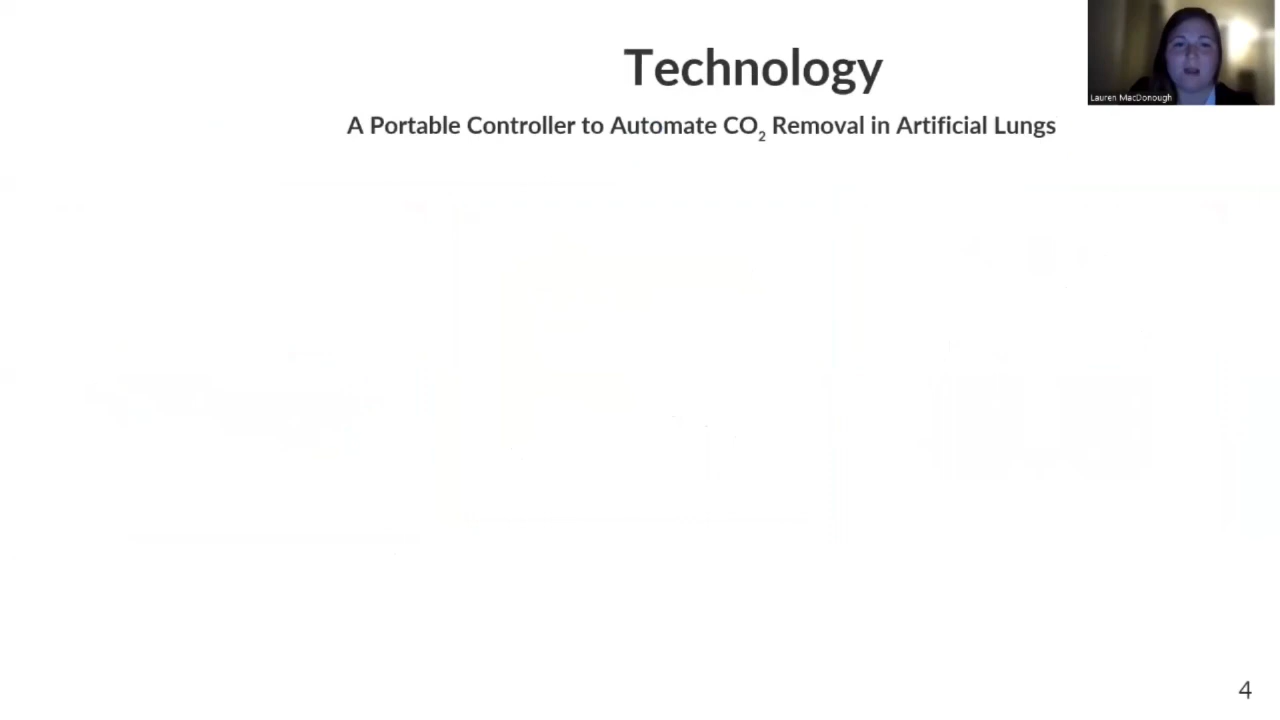 Technology
Lauren MacDonough
A Portable Controller to Automate CO₂ Removal in Artificial Lungs
4